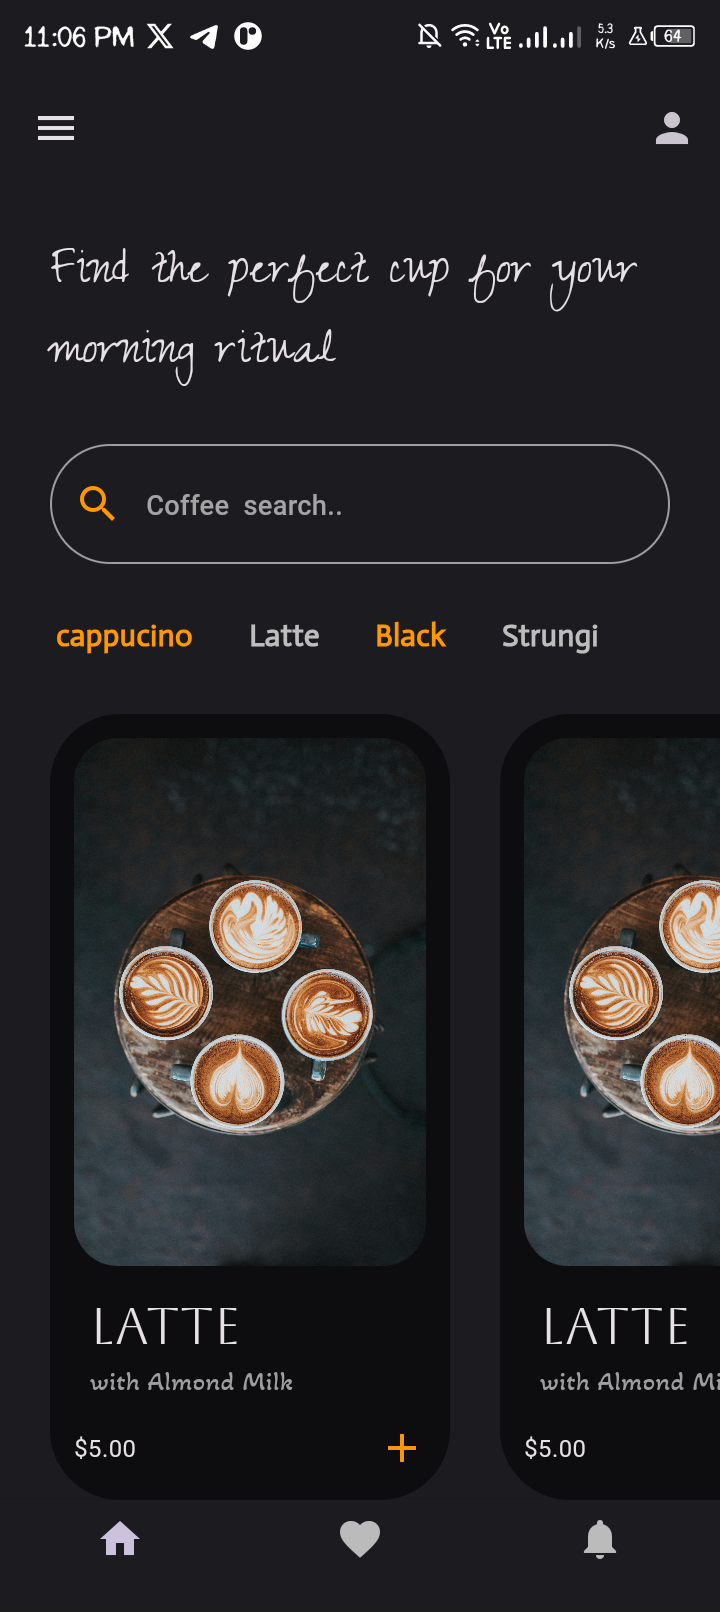 11:06 PM Vo LTE 5.3 K/s 64
Find the perfect cup for your
morning ritual
Coffee search..
cappucino Latte Black Strungi
LATTE LATTE
with Almond Milk with Almond Mi
$5.00 $5.00